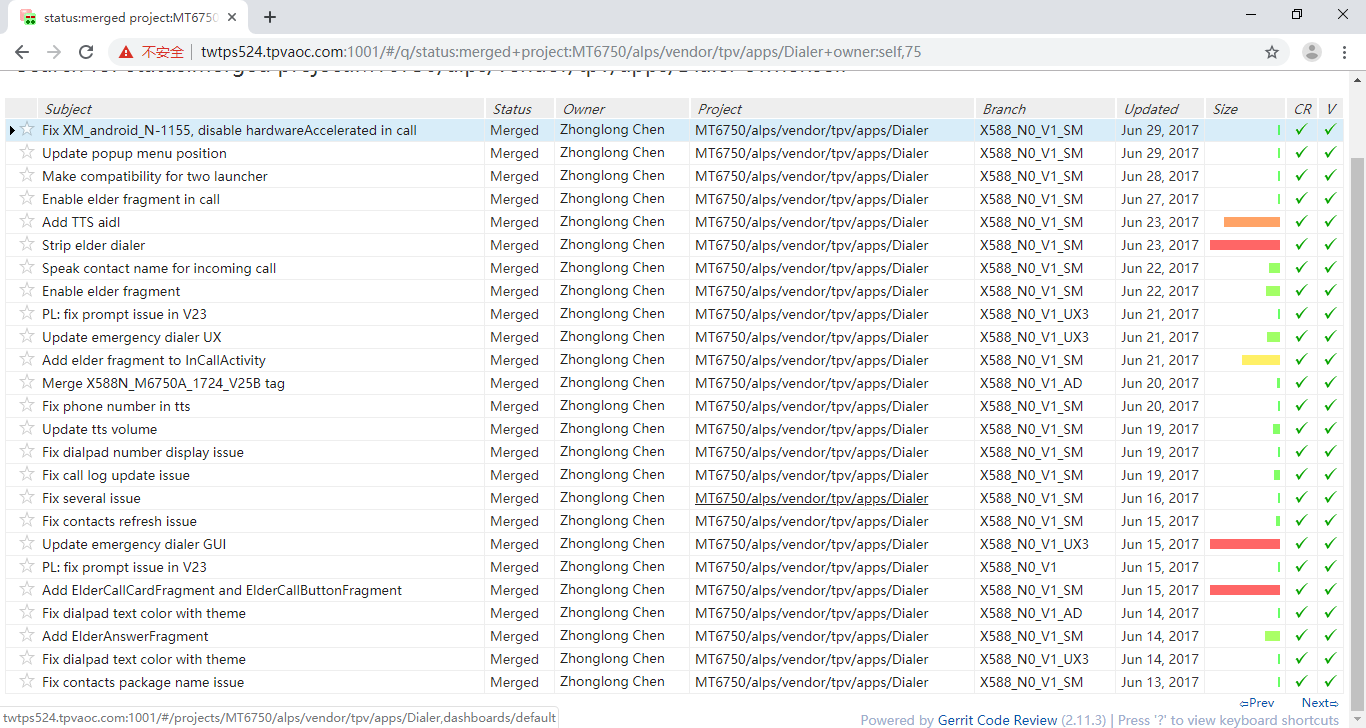 status:merged project:MT6750
不安全 twtps524.tpvaoc.com:1001/#/q/status:merged+project:MT6750/alps/vendor/tpv/apps/Dialer+owner:self,75
Search for status:merged project:MT6750/alps/vendor/tpv/apps/Dialer owner:self
Subject Status Owner Project Branch Updated Size CR V
Fix XM_android_N-1155, disable hardwareAccelerated in call Merged Zhonglong Chen MT6750/alps/vendor/tpv/apps/Dialer X588_N0_V1_SM Jun 29, 2017
Update popup menu position Merged Zhonglong Chen MT6750/alps/vendor/tpv/apps/Dialer X588_N0_V1_SM Jun 29, 2017
Make compatibility for two launcher Merged Zhonglong Chen MT6750/alps/vendor/tpv/apps/Dialer X588_N0_V1_SM Jun 28, 2017
Enable elder fragment in call Merged Zhonglong Chen MT6750/alps/vendor/tpv/apps/Dialer X588_N0_V1_SM Jun 27, 2017
Add TTS aidl Merged Zhonglong Chen MT6750/alps/vendor/tpv/apps/Dialer X588_N0_V1_SM Jun 23, 2017
Strip elder dialer Merged Zhonglong Chen MT6750/alps/vendor/tpv/apps/Dialer X588_N0_V1_SM Jun 23, 2017
Speak contact name for incoming call Merged Zhonglong Chen MT6750/alps/vendor/tpv/apps/Dialer X588_N0_V1_SM Jun 22, 2017
Enable elder fragment Merged Zhonglong Chen MT6750/alps/vendor/tpv/apps/Dialer X588_N0_V1_SM Jun 22, 2017
PL: fix prompt issue in V23 Merged Zhonglong Chen MT6750/alps/vendor/tpv/apps/Dialer X588_N0_V1_UX3 Jun 21, 2017
Update emergency dialer UX Merged Zhonglong Chen MT6750/alps/vendor/tpv/apps/Dialer X588_N0_V1_UX3 Jun 21, 2017
Add elder fragment to InCallActivity Merged Zhonglong Chen MT6750/alps/vendor/tpv/apps/Dialer X588_N0_V1_SM Jun 21, 2017
Merge X588N_M6750A_1724_V25B tag Merged Zhonglong Chen MT6750/alps/vendor/tpv/apps/Dialer X588_N0_V1_AD Jun 20, 2017
Fix phone number in tts Merged Zhonglong Chen MT6750/alps/vendor/tpv/apps/Dialer X588_N0_V1_SM Jun 20, 2017
Update tts volume Merged Zhonglong Chen MT6750/alps/vendor/tpv/apps/Dialer X588_N0_V1_SM Jun 19, 2017
Fix dialpad number display issue Merged Zhonglong Chen MT6750/alps/vendor/tpv/apps/Dialer X588_N0_V1_SM Jun 19, 2017
Fix call log update issue Merged Zhonglong Chen MT6750/alps/vendor/tpv/apps/Dialer X588_N0_V1_SM Jun 19, 2017
Fix several issue Merged Zhonglong Chen MT6750/alps/vendor/tpv/apps/Dialer X588_N0_V1_SM Jun 16, 2017
Fix contacts refresh issue Merged Zhonglong Chen MT6750/alps/vendor/tpv/apps/Dialer X588_N0_V1_SM Jun 15, 2017
Update emergency dialer GUI Merged Zhonglong Chen MT6750/alps/vendor/tpv/apps/Dialer X588_N0_V1_UX3 Jun 15, 2017
PL: fix prompt issue in V23 Merged Zhonglong Chen MT6750/alps/vendor/tpv/apps/Dialer X588_N0_V1 Jun 15, 2017
Add ElderCallCardFragment and ElderCallButtonFragment Merged Zhonglong Chen MT6750/alps/vendor/tpv/apps/Dialer X588_N0_V1_SM Jun 15, 2017
Fix dialpad text color with theme Merged Zhonglong Chen MT6750/alps/vendor/tpv/apps/Dialer X588_N0_V1_AD Jun 14, 2017
Add ElderAnswerFragment Merged Zhonglong Chen MT6750/alps/vendor/tpv/apps/Dialer X588_N0_V1_SM Jun 14, 2017
Fix dialpad text color with theme Merged Zhonglong Chen MT6750/alps/vendor/tpv/apps/Dialer X588_N0_V1_UX3 Jun 14, 2017
Fix contacts package name issue Merged Zhonglong Chen MT6750/alps/vendor/tpv/apps/Dialer X588_N0_V1_SM Jun 13, 2017
⇦Prev Next⇨
twtps524.tpvaoc.com:1001/#/projects/MT6750/alps/vendor/tpv/apps/Dialer,dashboards/default
Powered by Gerrit Code Review (2.11.3) | Press '?' to view keyboard shortcuts